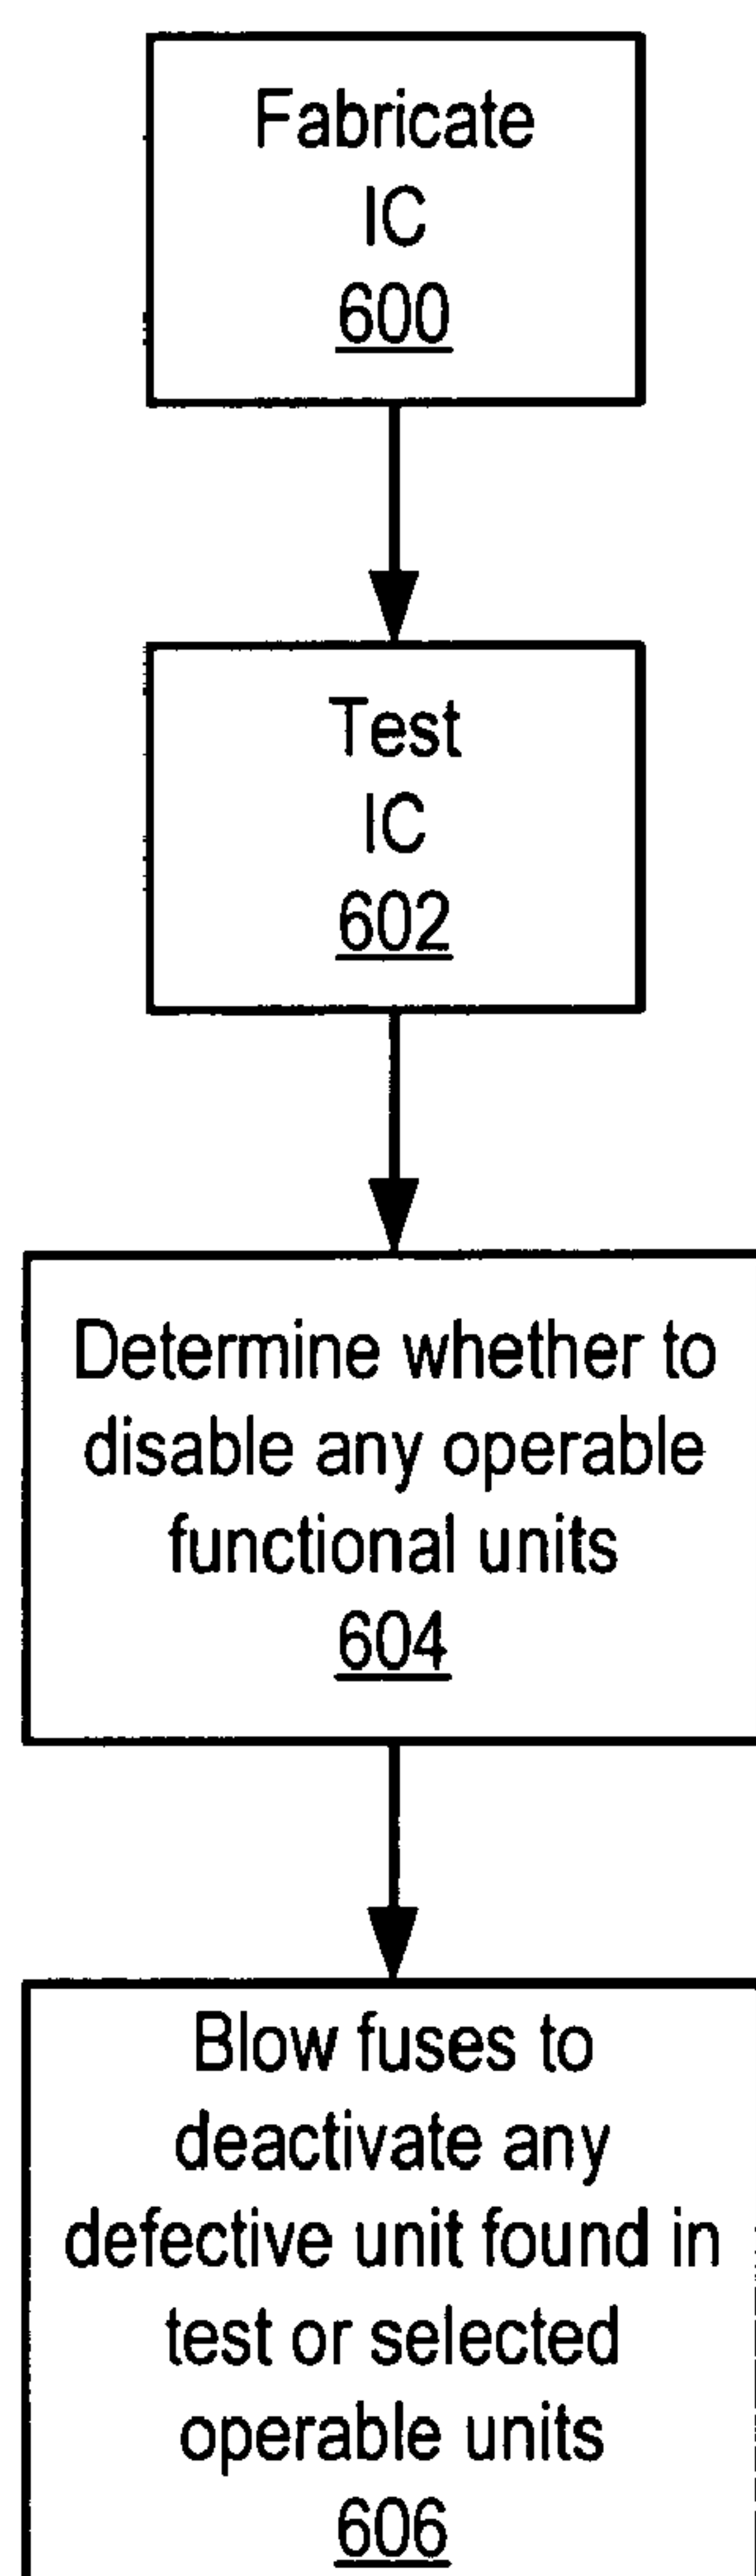 Fabricate
IC
600
Test
IC
602
Determine whether to
disable any operable
functional units
604
Blow fuses to
deactivate any
defective unit found in
test or selected
operable units
606